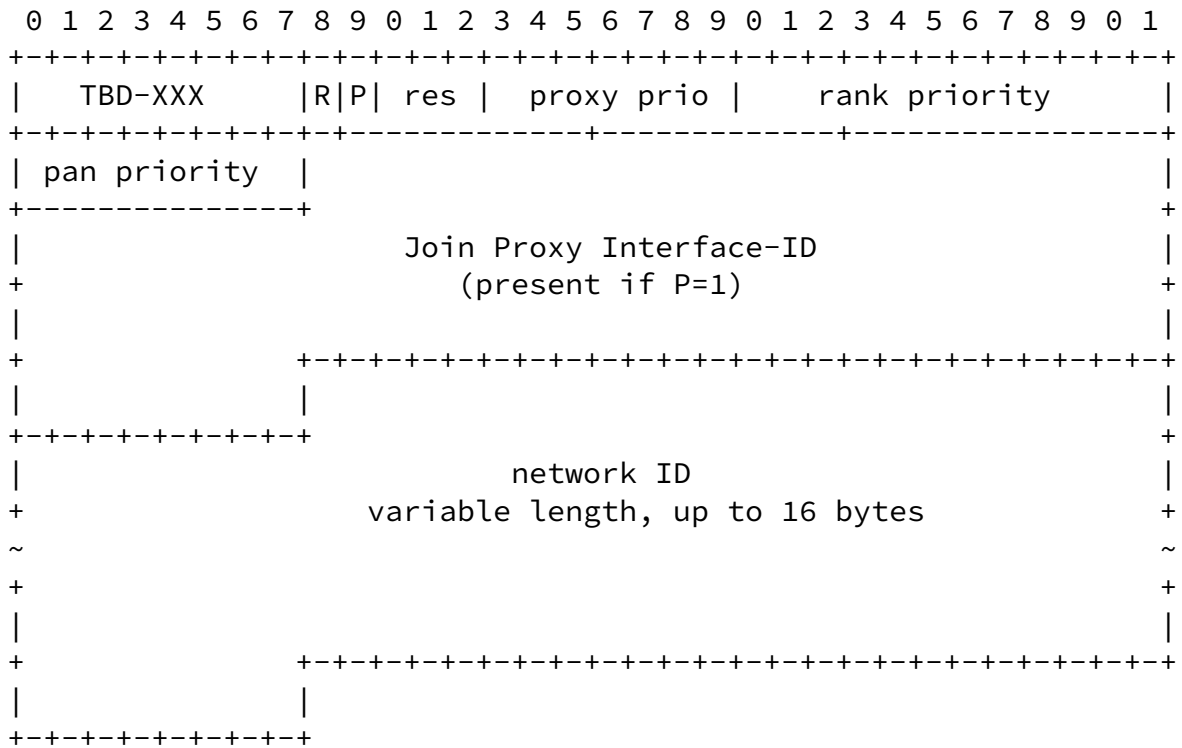 0 1 2 3 4 5 6 7 8 9 0 1 2 3 4 5 6 7 8 9 0 1 2 3 4 5 6 7 8 9 0 1
+-+-+-+-+-+-+-+-+-+-+-+-+-+-+-+-+-+-+-+-+-+-+-+-+-+-+-+-+-+-+-+-+
|   TBD-XXX     |R|P| res |  proxy prio |    rank priority      |
+-+-+-+-+-+-+-+-+-+-------------+-------------+-----------------+
| pan priority  |                                               |
+---------------+                                               +
|                     Join Proxy Interface-ID                   |
+                        (present if P=1)                       +
|                                                               |
+               +-+-+-+-+-+-+-+-+-+-+-+-+-+-+-+-+-+-+-+-+-+-+-+-+
|               |                                               |
+-+-+-+-+-+-+-+-+                                               +
|                           network ID                          |
+                   variable length, up to 16 bytes             +
~                                                               ~
+                                                               +
|                                                               |
+               +-+-+-+-+-+-+-+-+-+-+-+-+-+-+-+-+-+-+-+-+-+-+-+-+
|               |
+-+-+-+-+-+-+-+-+